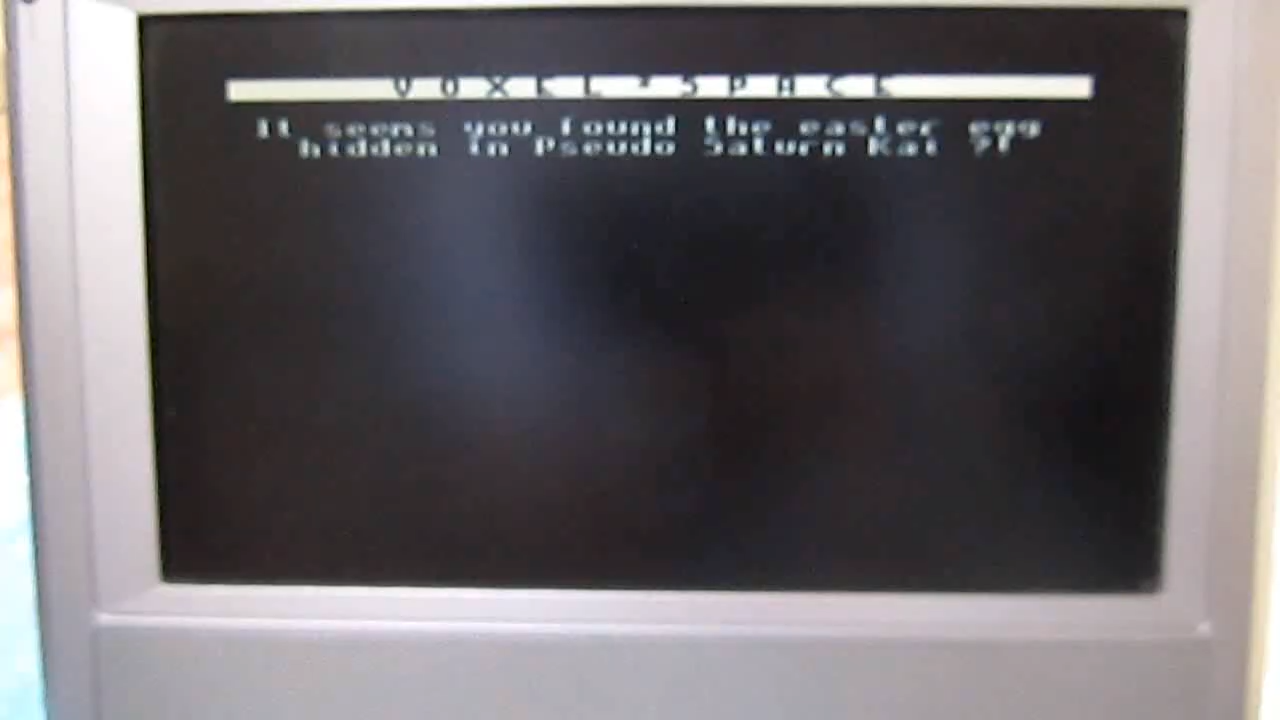 VOXEL-SPACE
It seems you found the easter egg
hidden in Pseudo Saturn Kai ?!